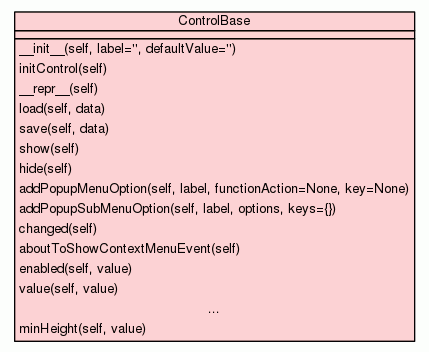 ControlBase
__init__(self, label='', defaultValue='')
initControl(self)
__repr__(self)
load(self, data)
save(self, data)
show(self)
hide(self)
addPopupMenuOption(self, label, functionAction=None, key=None)
addPopupSubMenuOption(self, label, options, keys={})
changed(self)
aboutToShowContextMenuEvent(self)
enabled(self, value)
value(self, value)
...
minHeight(self, value)